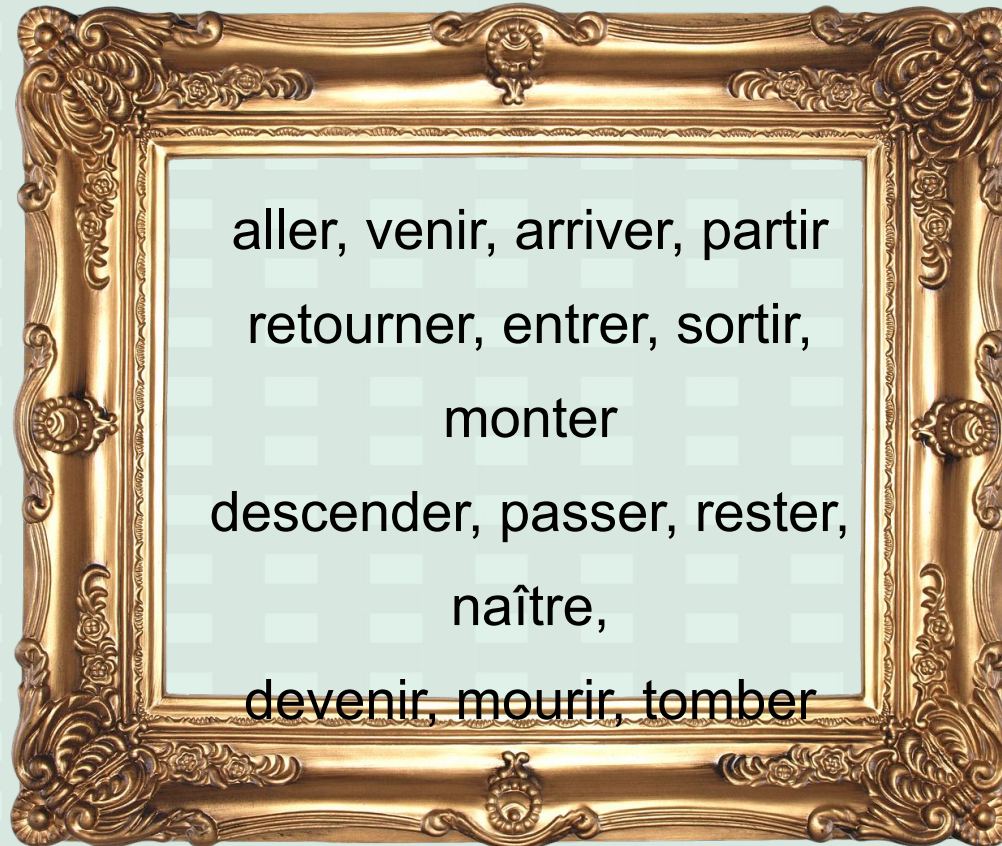 aller, venir, arriver, partir
retourner, entrer, sortir,
monter
descender, passer, rester,
naître,
devenir, mourir, tomber